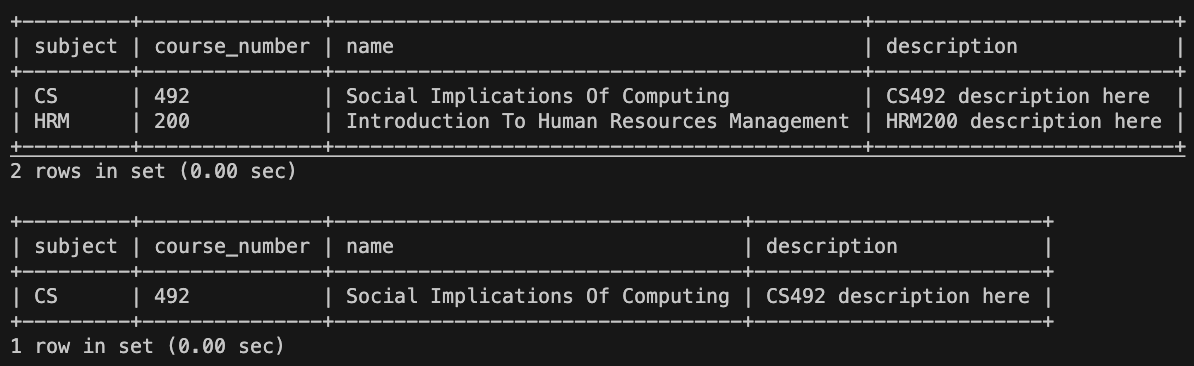 +---------+---------------+--------------------------------------------+-------------------------+
| subject | course_number | name                                       | description             |
+---------+---------------+--------------------------------------------+-------------------------+
| CS      | 492           | Social Implications Of Computing           | CS492 description here  |
| HRM     | 200           | Introduction To Human Resources Management | HRM200 description here |
+---------+---------------+--------------------------------------------+-------------------------+
2 rows in set (0.00 sec)

+---------+---------------+----------------------------------+------------------------+
| subject | course_number | name                             | description            |
+---------+---------------+----------------------------------+------------------------+
| CS      | 492           | Social Implications Of Computing | CS492 description here |
+---------+---------------+----------------------------------+------------------------+
1 row in set (0.00 sec)